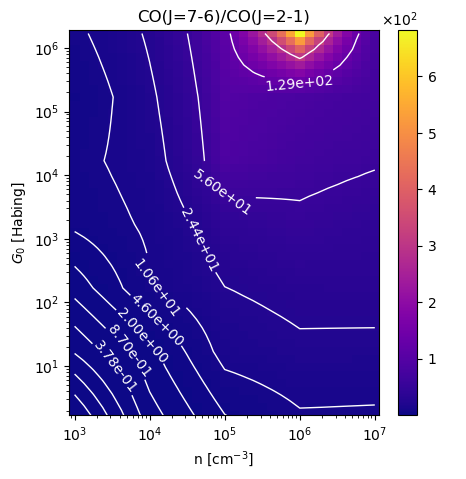 CO(J=7-6)/CO(J=2-1)
×10²
10⁶
10⁵
10⁴
10³
10²
10¹
G₀ [Habing]
1.29e+02
5.60e+01
2.44e+01
1.06e+01
4.60e+00
2.00e+00
8.70e-01
3.78e-01
6
5
4
3
2
1
10³
10⁴
10⁵
10⁶
10⁷
n [cm⁻³]